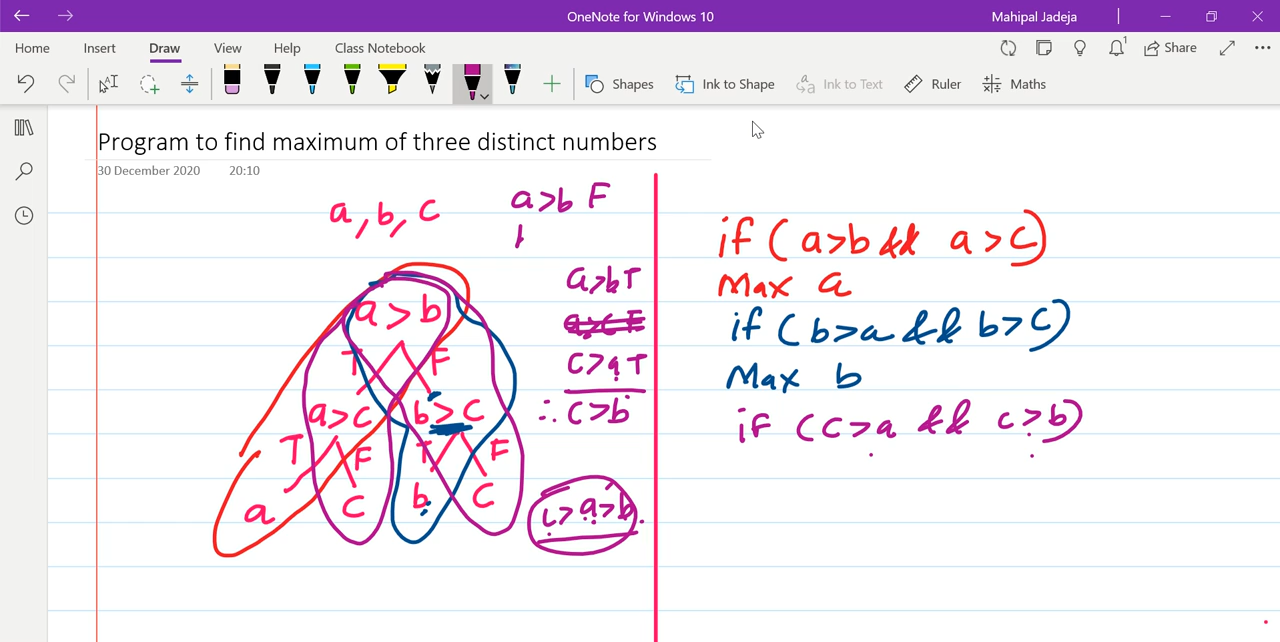 OneNote for Windows 10
Mahipal Jadeja
Home Insert Draw View Help Class Notebook
1 Share
Shapes Ink to Shape Ink to Text Ruler Maths
Program to find maximum of three distinct numbers
30 December 2020 20:10
a, b, c
a>b F
a>b T
a>c F
c>a T
∴ c>b
c>a>b.
a>b
T F
a>c b>c
T F T F
a c b c
if (a>b && a>c)
Max a
if (b>a && b>c)
Max b
if (c>a && c>b)